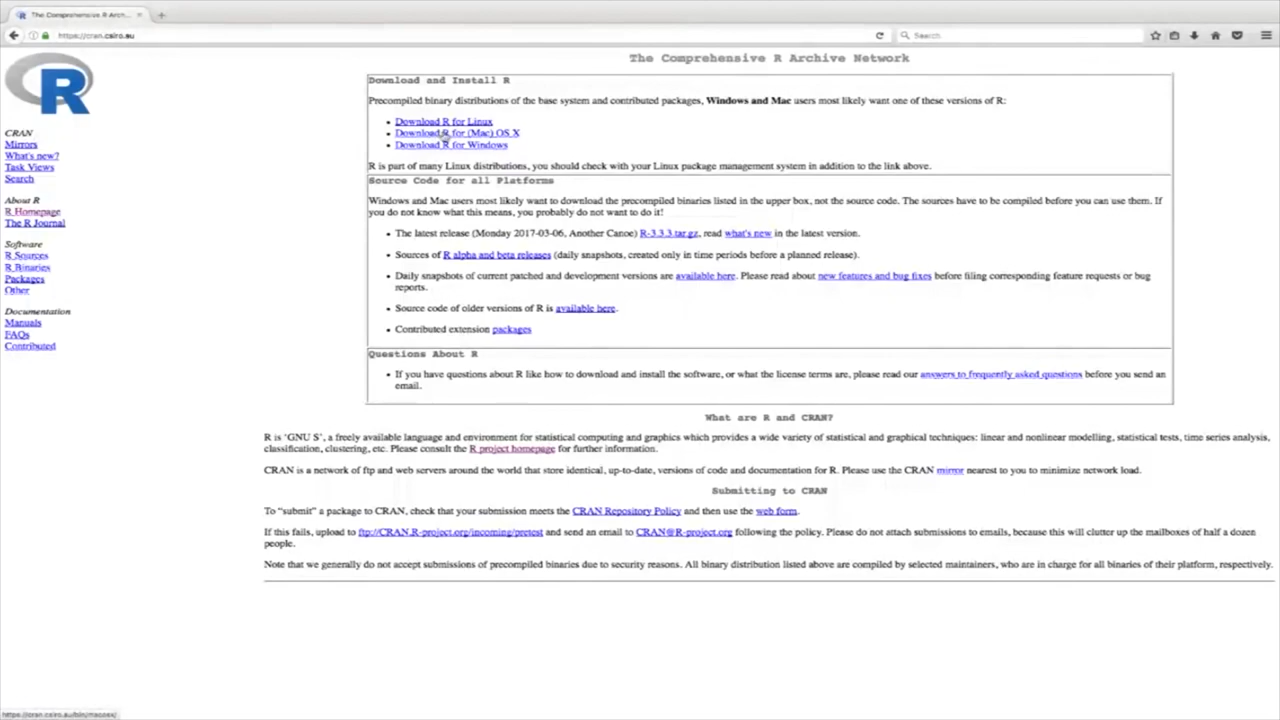 The Comprehensive R Arch...
https://cran.csiro.au
Search
The Comprehensive R Archive Network
CRAN
Mirrors
What's new?
Task Views
Search
About R
R Homepage
The R Journal
Software
R Sources
R Binaries
Packages
Other
Documentation
Manuals
FAQs
Contributed
Download and Install R
Precompiled binary distributions of the base system and contributed packages, Windows and Mac users most likely want one of these versions of R:
Download R for Linux
Download R for (Mac) OS X
Download R for Windows
R is part of many Linux distributions, you should check with your Linux package management system in addition to the link above.
Source Code for all Platforms
Windows and Mac users most likely want to download the precompiled binaries listed in the upper box, not the source code. The sources have to be compiled before you can use them. If
you do not know what this means, you probably do not want to do it!
The latest release (Monday 2017-03-06, Another Canoe) R-3.3.3.tar.gz, read what's new in the latest version.
Sources of R alpha and beta releases (daily snapshots, created only in time periods before a planned release).
Daily snapshots of current patched and development versions are available here. Please read about new features and bug fixes before filing corresponding feature requests or bug
reports.
Source code of older versions of R is available here.
Contributed extension packages
Questions About R
If you have questions about R like how to download and install the software, or what the license terms are, please read our answers to frequently asked questions before you send an
email.
What are R and CRAN?
R is 'GNU S', a freely available language and environment for statistical computing and graphics which provides a wide variety of statistical and graphical techniques: linear and nonlinear modelling, statistical tests, time series analysis,
classification, clustering, etc. Please consult the R project homepage for further information.
CRAN is a network of ftp and web servers around the world that store identical, up-to-date, versions of code and documentation for R. Please use the CRAN mirror nearest to you to minimize network load.
Submitting to CRAN
To "submit" a package to CRAN, check that your submission meets the CRAN Repository Policy and then use the web form.
If this fails, upload to ftp://CRAN.R-project.org/incoming/pretest and send an email to CRAN@R-project.org following the policy. Please do not attach submissions to emails, because this will clutter up the mailboxes of half a dozen
people.
Note that we generally do not accept submissions of precompiled binaries due to security reasons. All binary distribution listed above are compiled by selected maintainers, who are in charge for all binaries of their platform, respectively.
https://cran.csiro.au/bin/macosx/